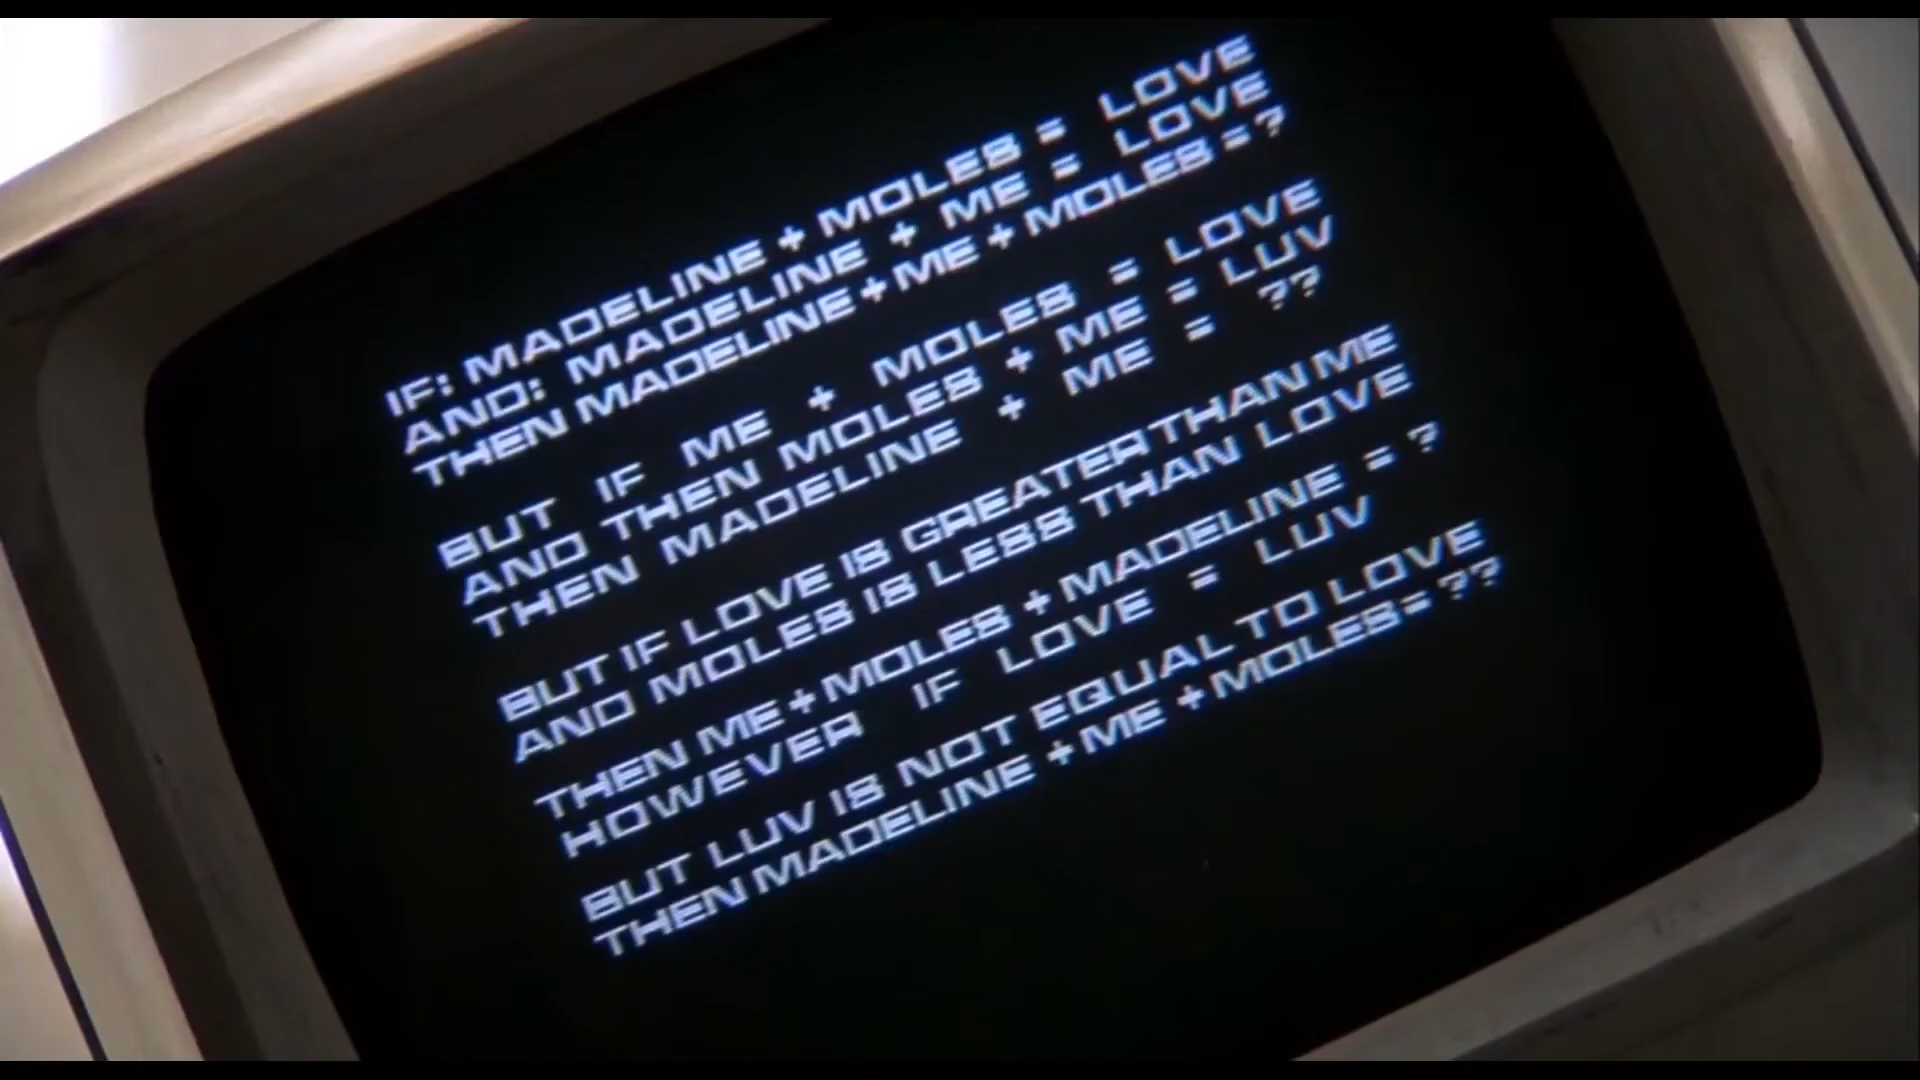 IF: MADELINE + MOLES = LOVE
AND: MADELINE + ME = LOVE
THEN MADELINE + ME + MOLES = ?
BUT IF ME + MOLES = LOVE
AND THEN MOLES + ME = LUV
THEN MADELINE + ME = ??
BUT IF LOVE IS GREATER THAN ME
AND MOLES IS LESS THAN LOVE
THEN ME + MOLES + MADELINE = ?
HOWEVER IF LOVE = LUV
BUT LUV IS NOT EQUAL TO LOVE
THEN MADELINE + ME + MOLES = ??